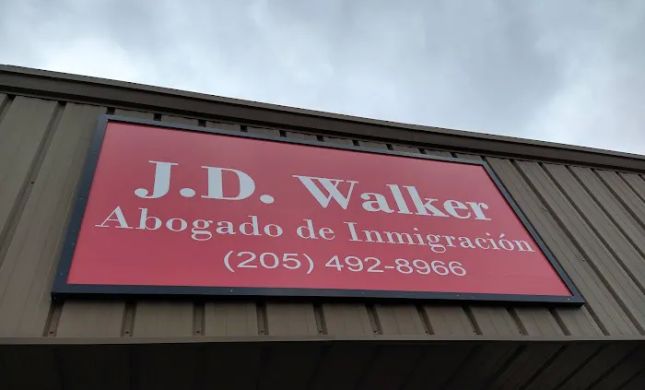 J.D. Walker
Abogado de Inmigración
(205) 492-8966